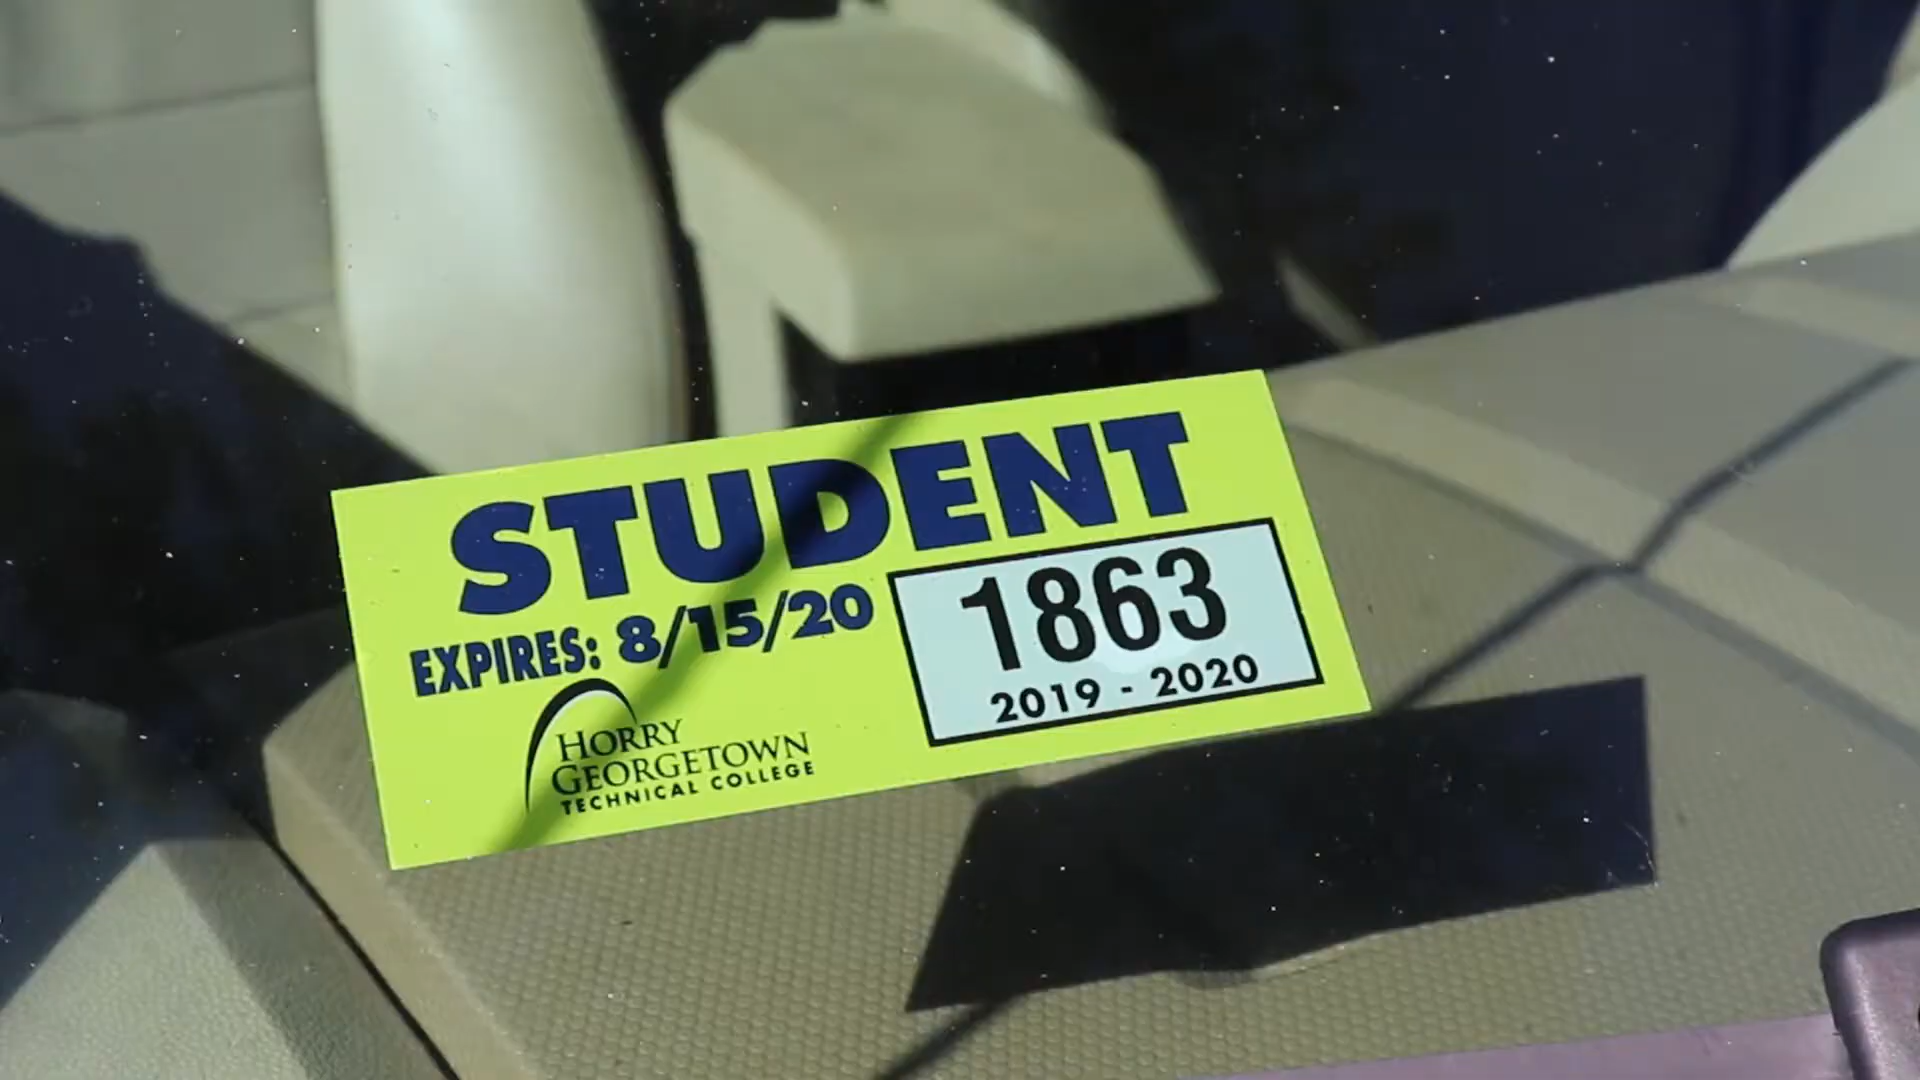 STUDENT
EXPIRES: 8/15/20
1863
2019 - 2020
HORRY
GEORGETOWN
TECHNICAL COLLEGE